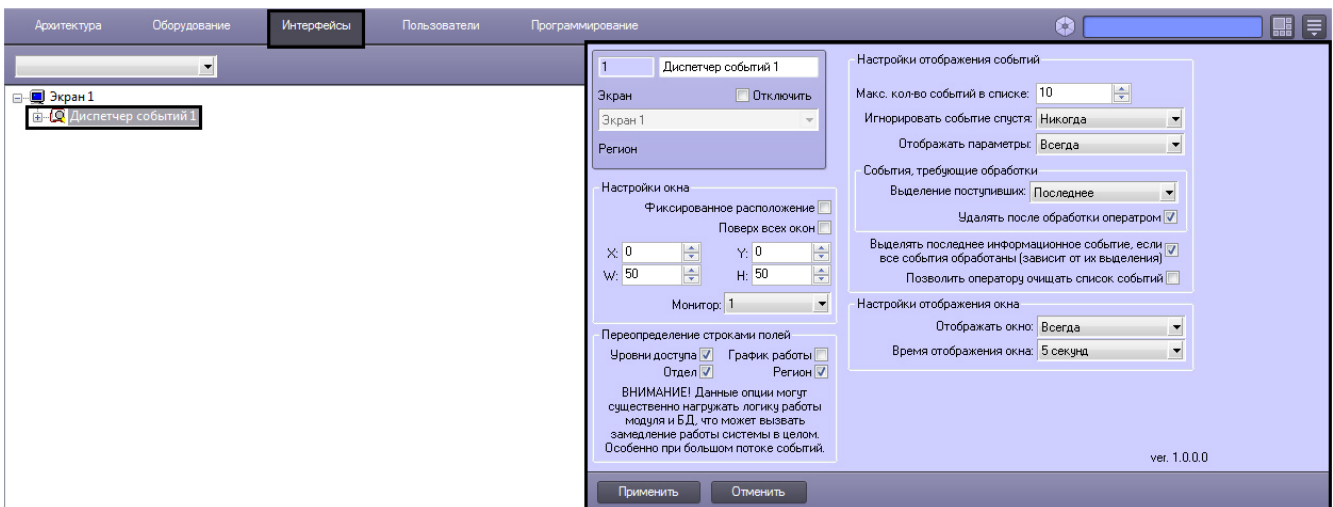 Архитектура Оборудование Интерфейсы Пользователи Программирование
Экран 1
Диспетчер событий 1
1 Диспетчер событий 1
Экран Отключить
Экран 1
Регион
Настройки окна
Фиксированное расположение
Поверх всех окон
X: 0 Y: 0
W: 50 H: 50
Монитор: 1
Переопределение строками полей
Уровни доступа График работы
Отдел Регион
ВНИМАНИЕ! Данные опции могут
существенно нагружать логику работы
модуля и БД, что может вызвать
замедление работы системы в целом.
Особенно при большом потоке событий.
Настройки отображения событий
Макс. кол-во событий в списке: 10
Игнорировать событие спустя: Никогда
Отображать параметры: Всегда
События, требующие обработки
Выделение поступивших: Последнее
Удалять после обработки оператром
Выделять последнее информационное событие, если
все события обработаны (зависит от их выделения)
Позволить оператору очищать список событий
Настройки отображения окна
Отображать окно: Всегда
Время отображения окна: 5 секунд
ver. 1.0.0.0
Применить Отменить